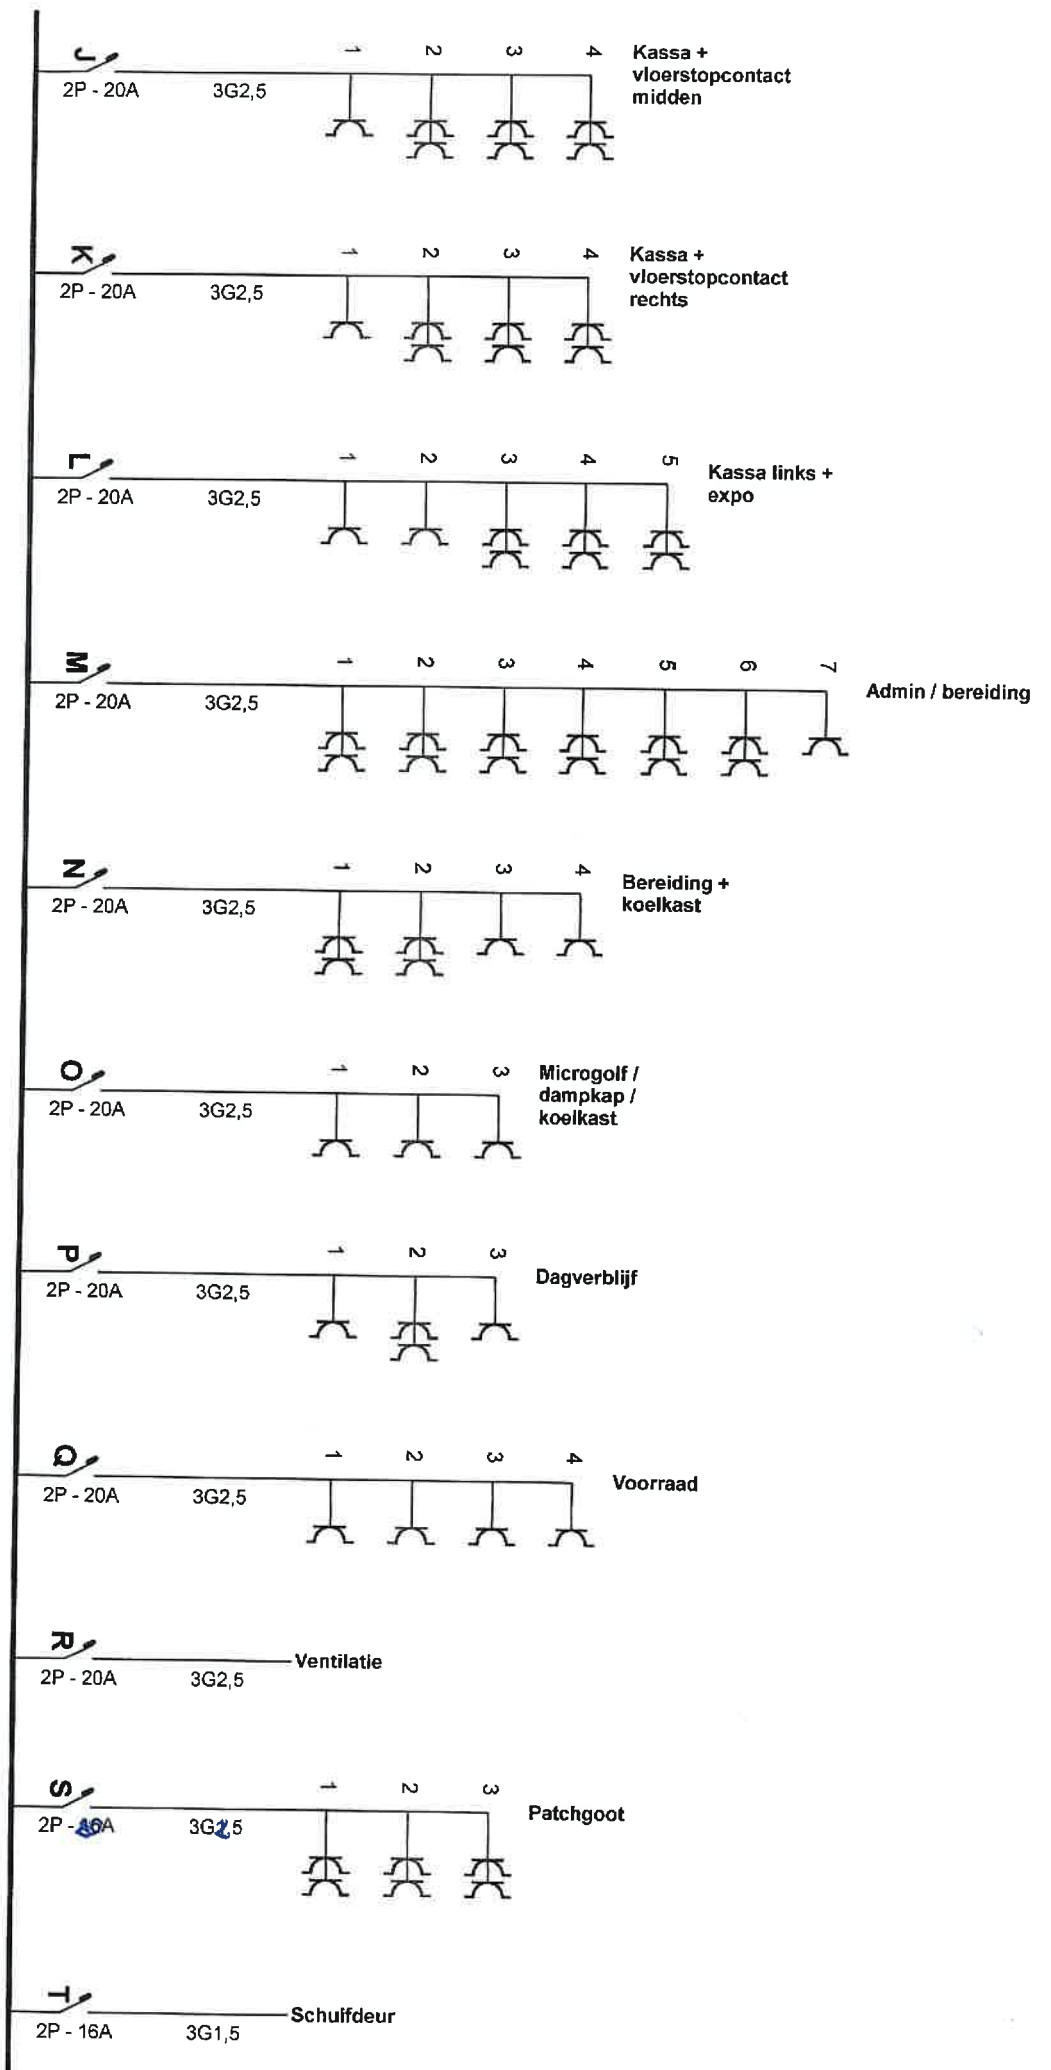 J 1 2 3 4 Kassa +
vloerstopcontact
midden
2P - 20A 3G2,5
K 1 2 3 4 Kassa +
vloerstopcontact
rechts
2P - 20A 3G2,5
L 1 2 3 4 5 Kassa links +
expo
2P - 20A 3G2,5
M 1 2 3 4 5 6 7 Admin / bereiding
2P - 20A 3G2,5
N 1 2 3 4 Bereiding +
koelkast
2P - 20A 3G2,5
O 1 2 3 Microgolf /
dampkap /
koelkast
2P - 20A 3G2,5
P 1 2 3 Dagverblijf
2P - 20A 3G2,5
Q 1 2 3 4 Voorraad
2P - 20A 3G2,5
R Ventilatie
2P - 20A 3G2,5
S 1 2 3 Patchgoot
2P - 3G2,5
T Schuifdeur
2P - 16A 3G1,5